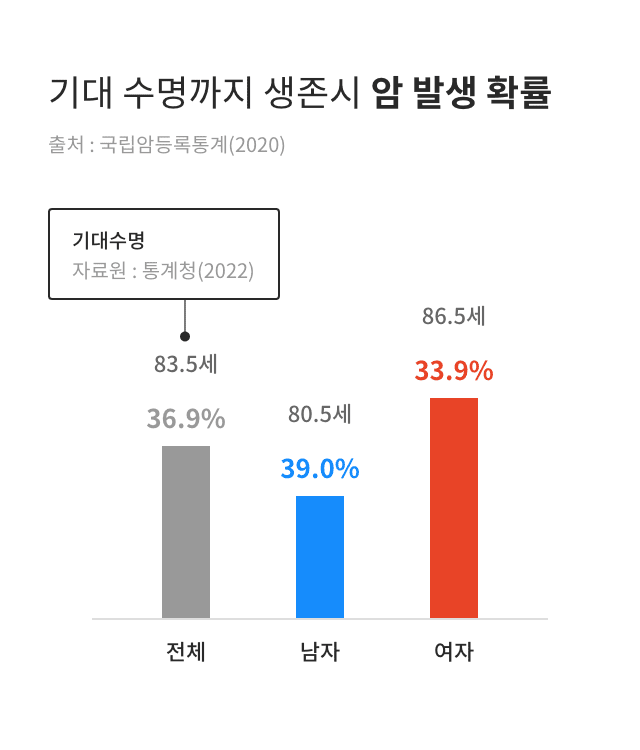 기대 수명까지 생존시 암 발생 확률
출처 : 국립암등록통계(2020)
기대수명
자료원 : 통계청(2022)
83.5세
36.9%
80.5세
39.0%
86.5세
33.9%
전체
남자
여자